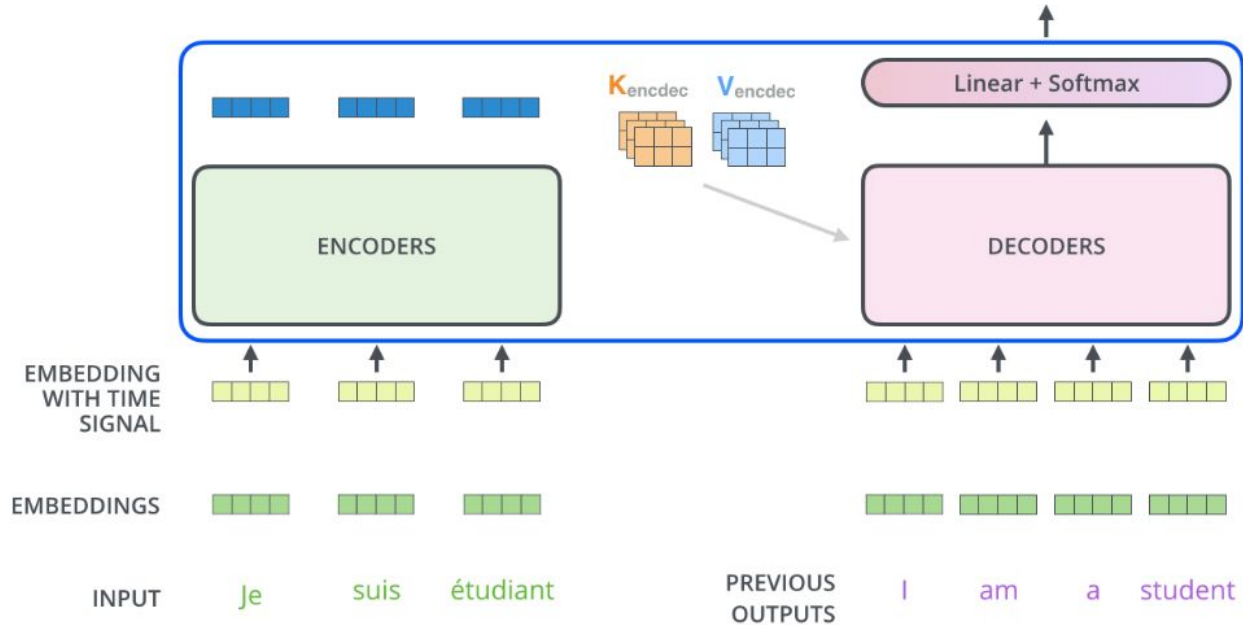 Kencdec Vencdec
Linear + Softmax
ENCODERS
DECODERS
EMBEDDING
WITH TIME
SIGNAL
EMBEDDINGS
INPUT
Je suis étudiant
PREVIOUS
OUTPUTS
I am a student